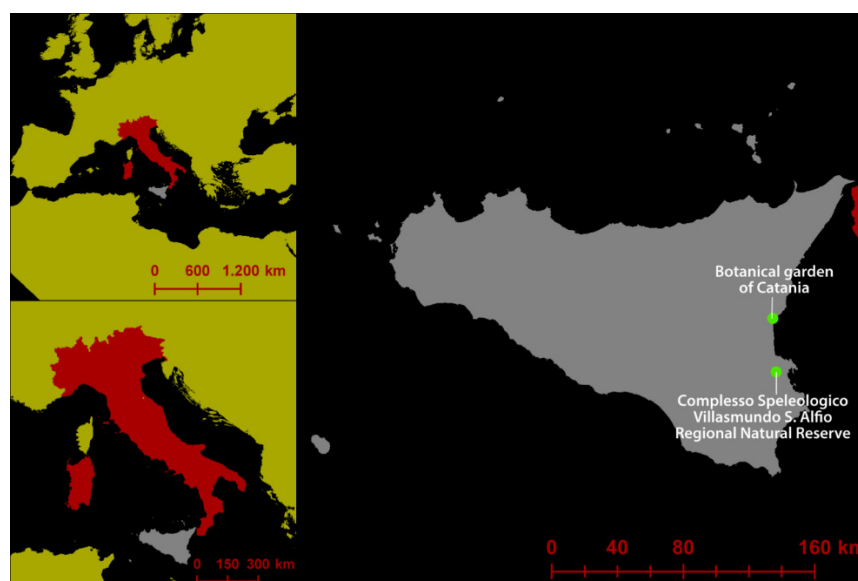 0 600 1.200 km
0 150 300 km
Botanical garden
of Catania
Complesso Speleologico
Villasmundo S. Alfio
Regional Natural Reserve
0 40 80 160 km